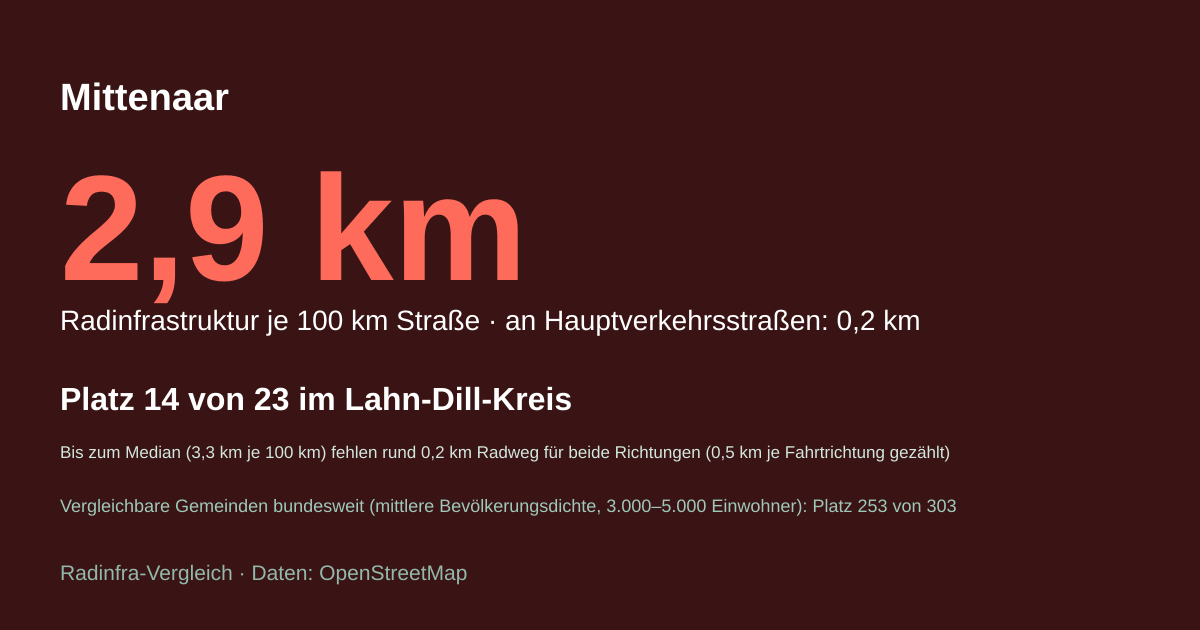 Mittenaar
2,9 km
Radinfrastruktur je 100 km Straße · an Hauptverkehrsstraßen: 0,2 km
Platz 14 von 23 im Lahn-Dill-Kreis
Bis zum Median (3,3 km je 100 km) fehlen rund 0,2 km Radweg für beide Richtungen (0,5 km je Fahrtrichtung gezählt)
Vergleichbare Gemeinden bundesweit (mittlere Bevölkerungsdichte, 3.000–5.000 Einwohner): Platz 253 von 303
Radinfra-Vergleich · Daten: OpenStreetMap